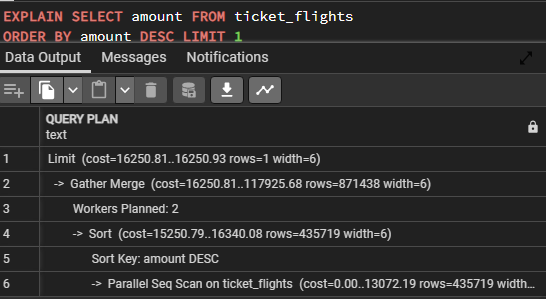 EXPLAIN SELECT amount FROM ticket_flights
ORDER BY amount DESC LIMIT 1
Data Output Messages Notifications
QUERY PLAN
text
1 Limit (cost=16250.81..16250.93 rows=1 width=6)
2 -> Gather Merge (cost=16250.81..117925.68 rows=871438 width=6)
3 Workers Planned: 2
4 -> Sort (cost=15250.79..16340.08 rows=435719 width=6)
5 Sort Key: amount DESC
6 -> Parallel Seq Scan on ticket_flights (cost=0.00..13072.19 rows=435719 width...